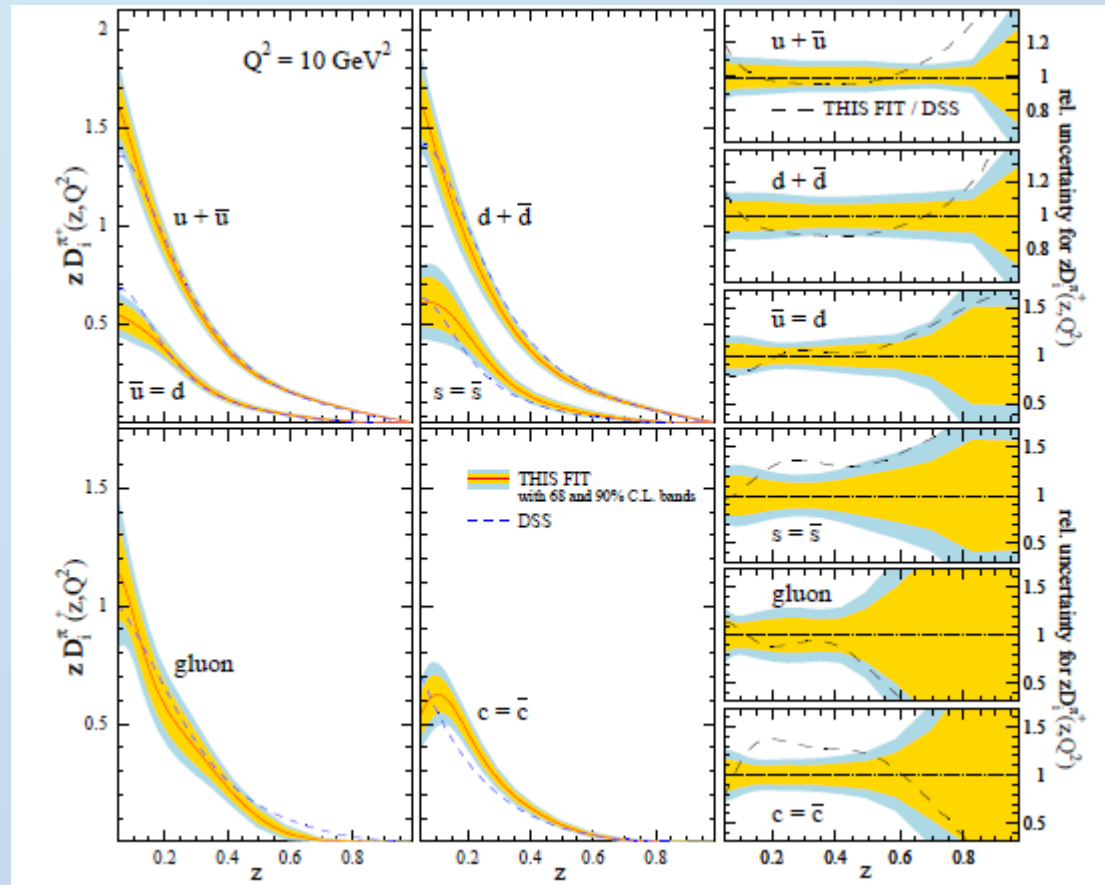 2
1.5
1
0.5
z D_i^{π+}(z,Q²)
Q² = 10 GeV²
u + ū
ū = d
d + d̄
s = s̄
u + ū
THIS FIT / DSS
1.2
1
0.8
d + d̄
1.2
1
0.8
ū = d
1.5
1
0.5
rel. uncertainty for zD_i^{π+}(z,Q²)
1.5
1
0.5
z D_i^{π+}(z,Q²)
gluon
0.2
0.4
0.6
0.8
z
THIS FIT
with 68 and 90% C.L. bands
DSS
c = c̄
0.2
0.4
0.6
0.8
z
s = s̄
1.5
1
0.5
gluon
1.5
1
0.5
c = c̄
1.5
1
0.5
rel. uncertainty for zD_i^{π+}(z,Q²)
0.2
0.4
0.6
0.8
z